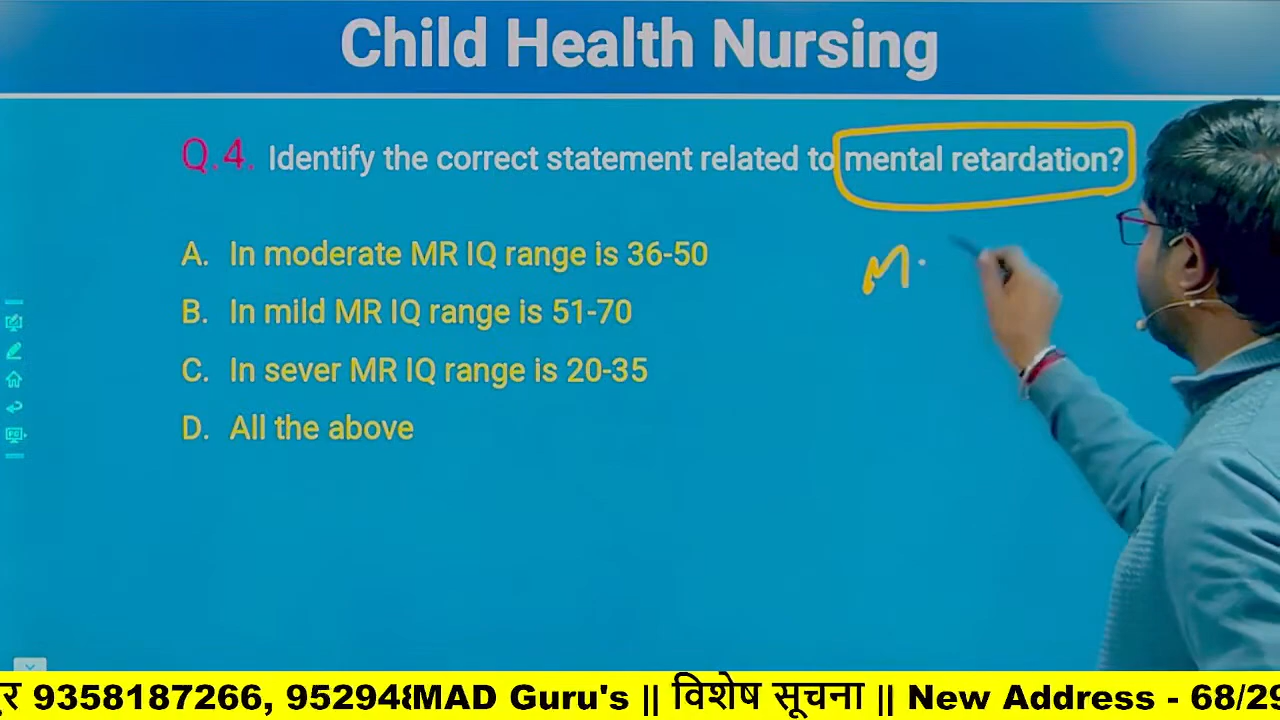 Child Health Nursing
Q.4. Identify the correct statement related to mental retardation?
M.
A. In moderate MR IQ range is 36-50
B. In mild MR IQ range is 51-70
C. In sever MR IQ range is 20-35
D. All the above
9358187266, 95294 MAD Guru's || विशेष सूचना || New Address - 68/29